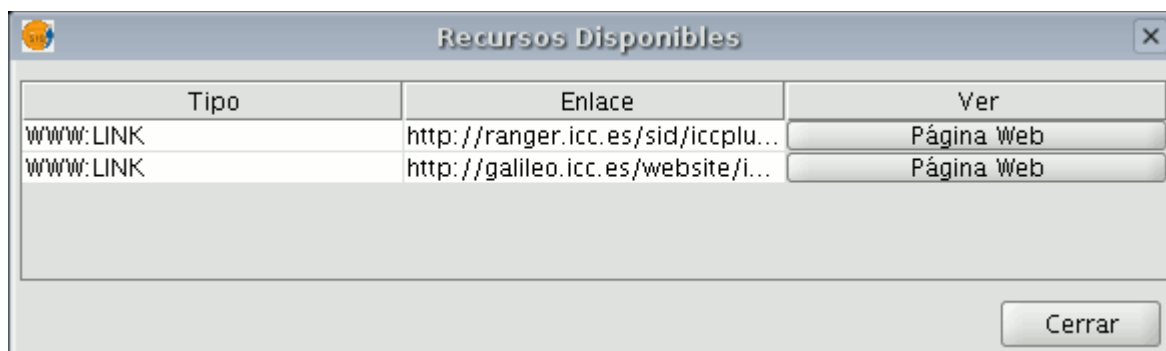 Recursos Disponibles
Tipo Enlace Ver
WWW:LINK http://ranger.icc.es/sid/iccplu... Página Web
WWW:LINK http://galileo.icc.es/website/i... Página Web
Cerrar